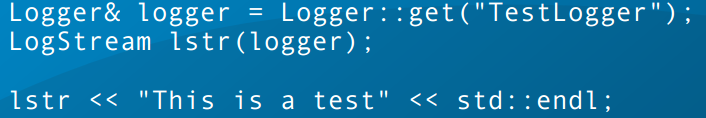 Logger& logger = Logger::get("TestLogger");
LogStream lstr(logger);
lstr << "This is a test" << std::endl;